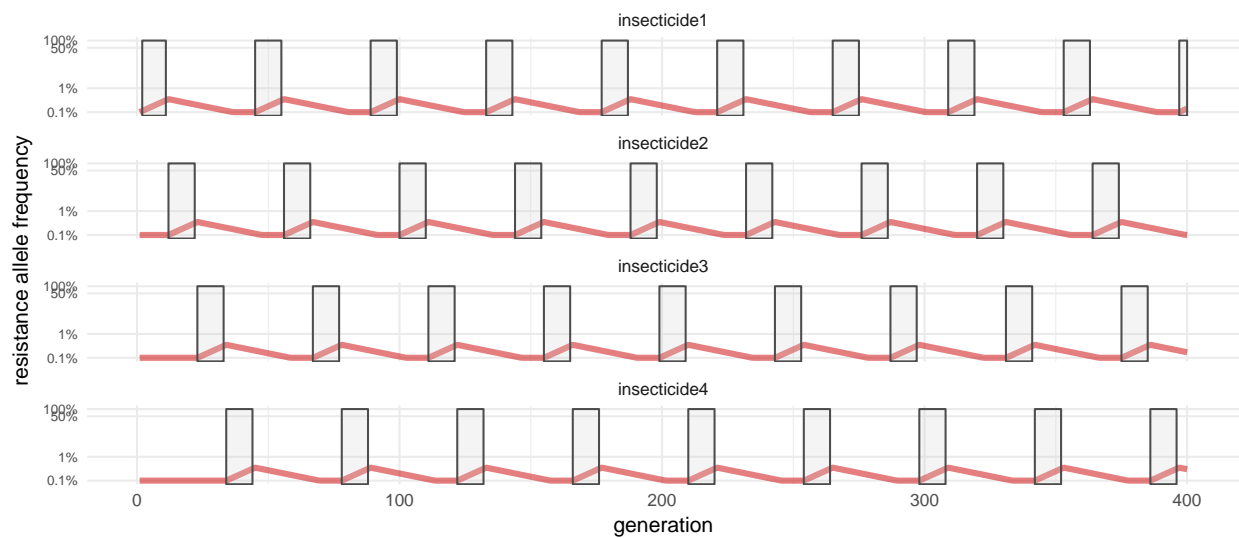 insecticide1
100%
50%
1%
0.1%
insecticide2
100%
50%
1%
0.1%
resistance allele frequency
insecticide3
100%
50%
1%
0.1%
insecticide4
100%
50%
1%
0.1%
0 100 200 300 400
generation